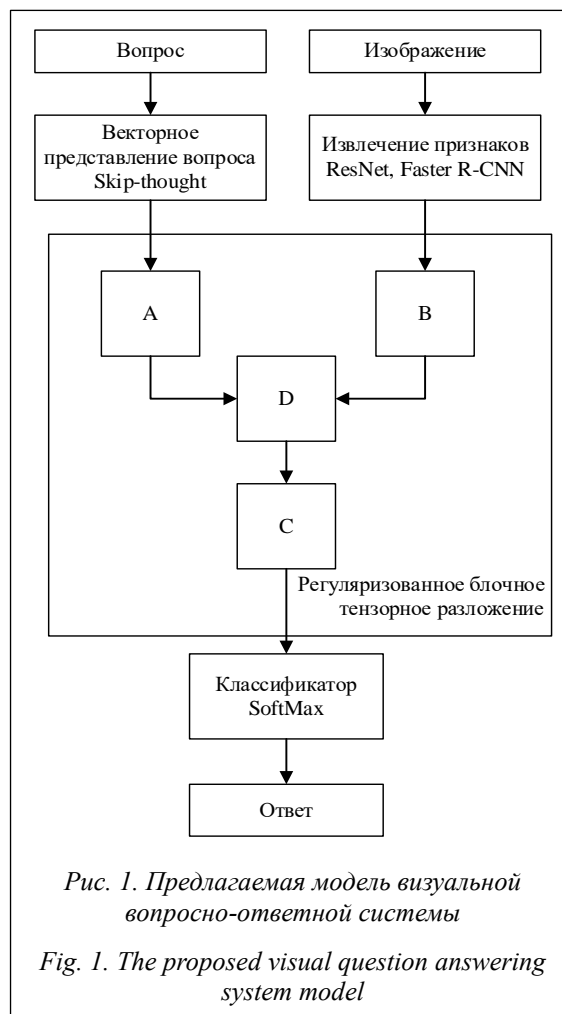 Вопрос
Изображение
Векторное
представление вопроса
Skip-thought
Извлечение признаков
ResNet, Faster R-CNN
A
B
D
C
Регуляризованное блочное
тензорное разложение
Классификатор
SoftMax
Ответ
Рис. 1. Предлагаемая модель визуальной
вопросно-ответной системы
Fig. 1. The proposed visual question answering
system model